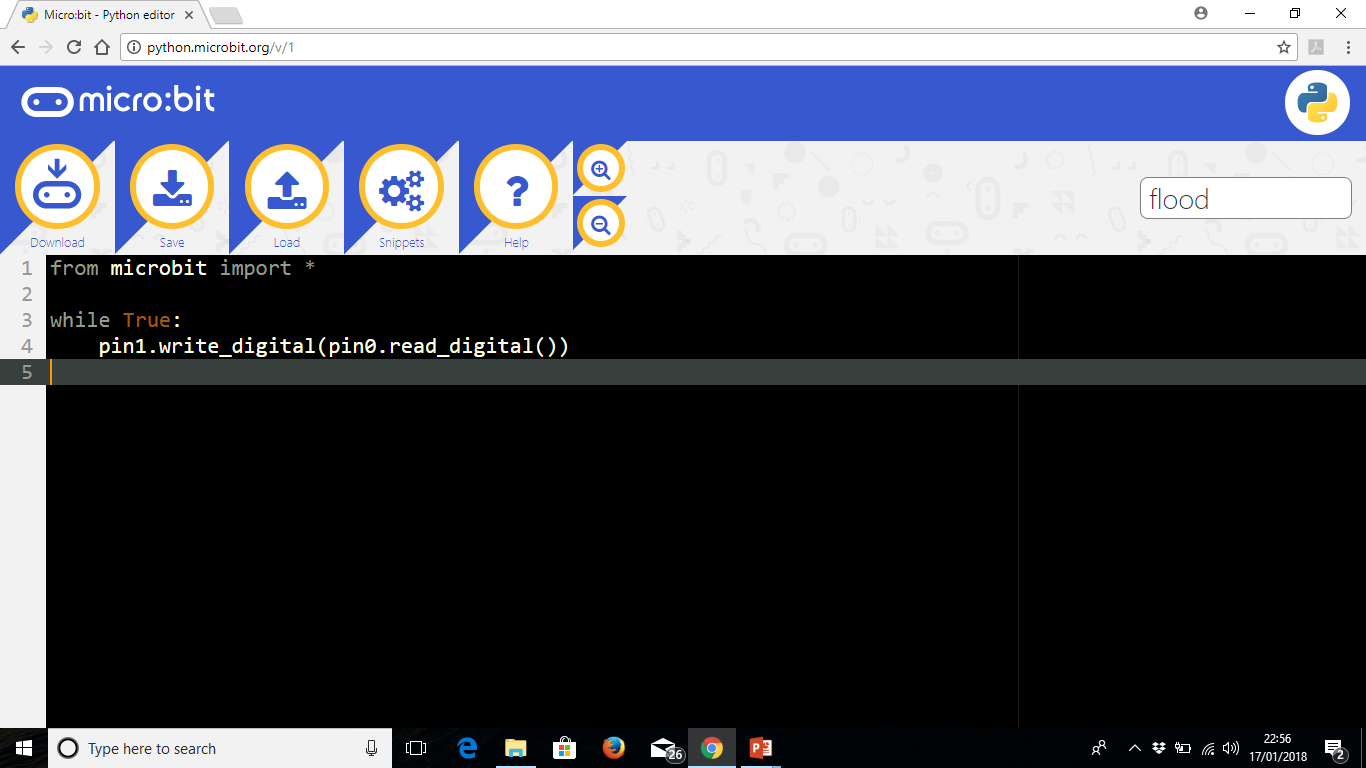 Micro:bit - Python editor
python.microbit.org/v/1
micro:bit
Download Save Load Snippets ? Help
flood
1 from microbit import *
2
3 while True:
4     pin1.write_digital(pin0.read_digital())
5
Type here to search
26
22:56
17/01/2018
2